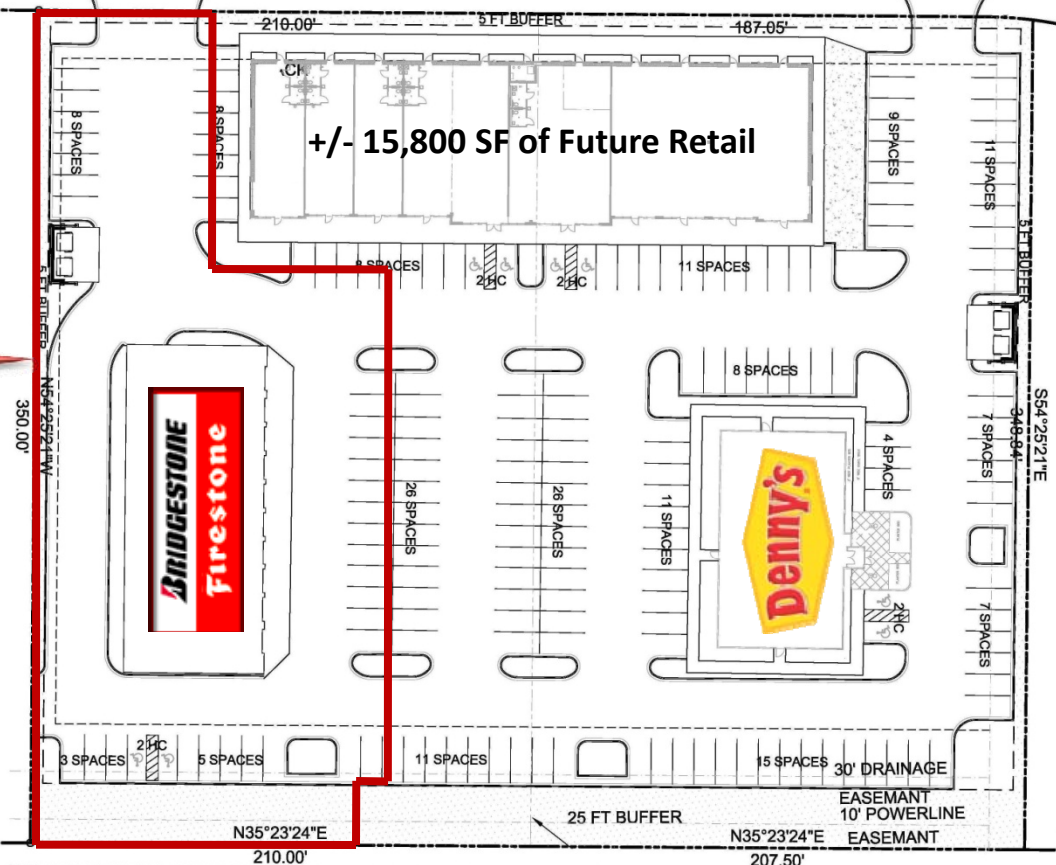 210.00'
5 FT BUFFER
187.05'
8 SPACES
8 SPACES
+/- 15,800 SF of Future Retail
9 SPACES
11 SPACES
8 SPACES
2 HC
2 HC
11 SPACES
5 FT BUFFER
5 FT BUFFER
N54°25'21"W
350.00'
BRIDGESTONE
Firestone
26 SPACES
26 SPACES
8 SPACES
11 SPACES
Denny's
4 SPACES
2 HC
7 SPACES
7 SPACES
348.84'
S54°25'21"E
3 SPACES
2 HC
5 SPACES
11 SPACES
15 SPACES
30' DRAINAGE
EASEMANT
10' POWERLINE
EASEMANT
25 FT BUFFER
N35°23'24"E
N35°23'24"E
210.00'
207.50'